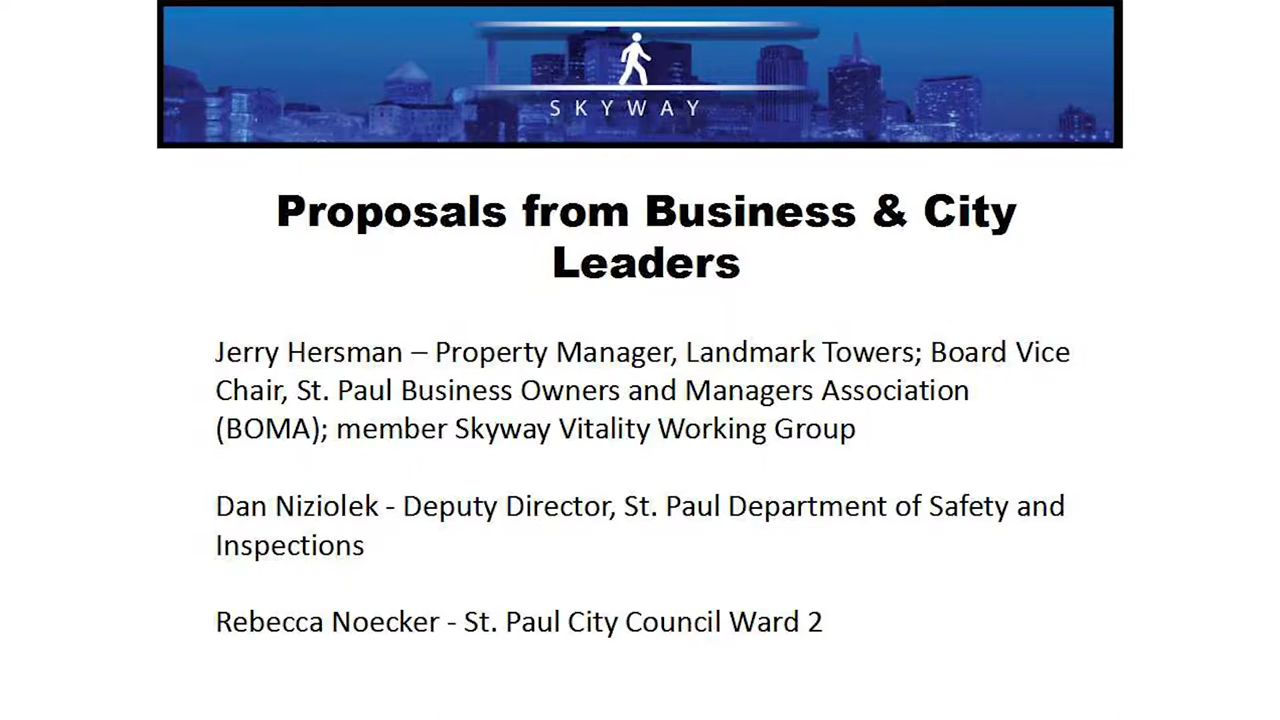 SKYWAY
Proposals from Business & City
Leaders
Jerry Hersman – Property Manager, Landmark Towers; Board Vice
Chair, St. Paul Business Owners and Managers Association
(BOMA); member Skyway Vitality Working Group
Dan Niziolek - Deputy Director, St. Paul Department of Safety and
Inspections
Rebecca Noecker - St. Paul City Council Ward 2